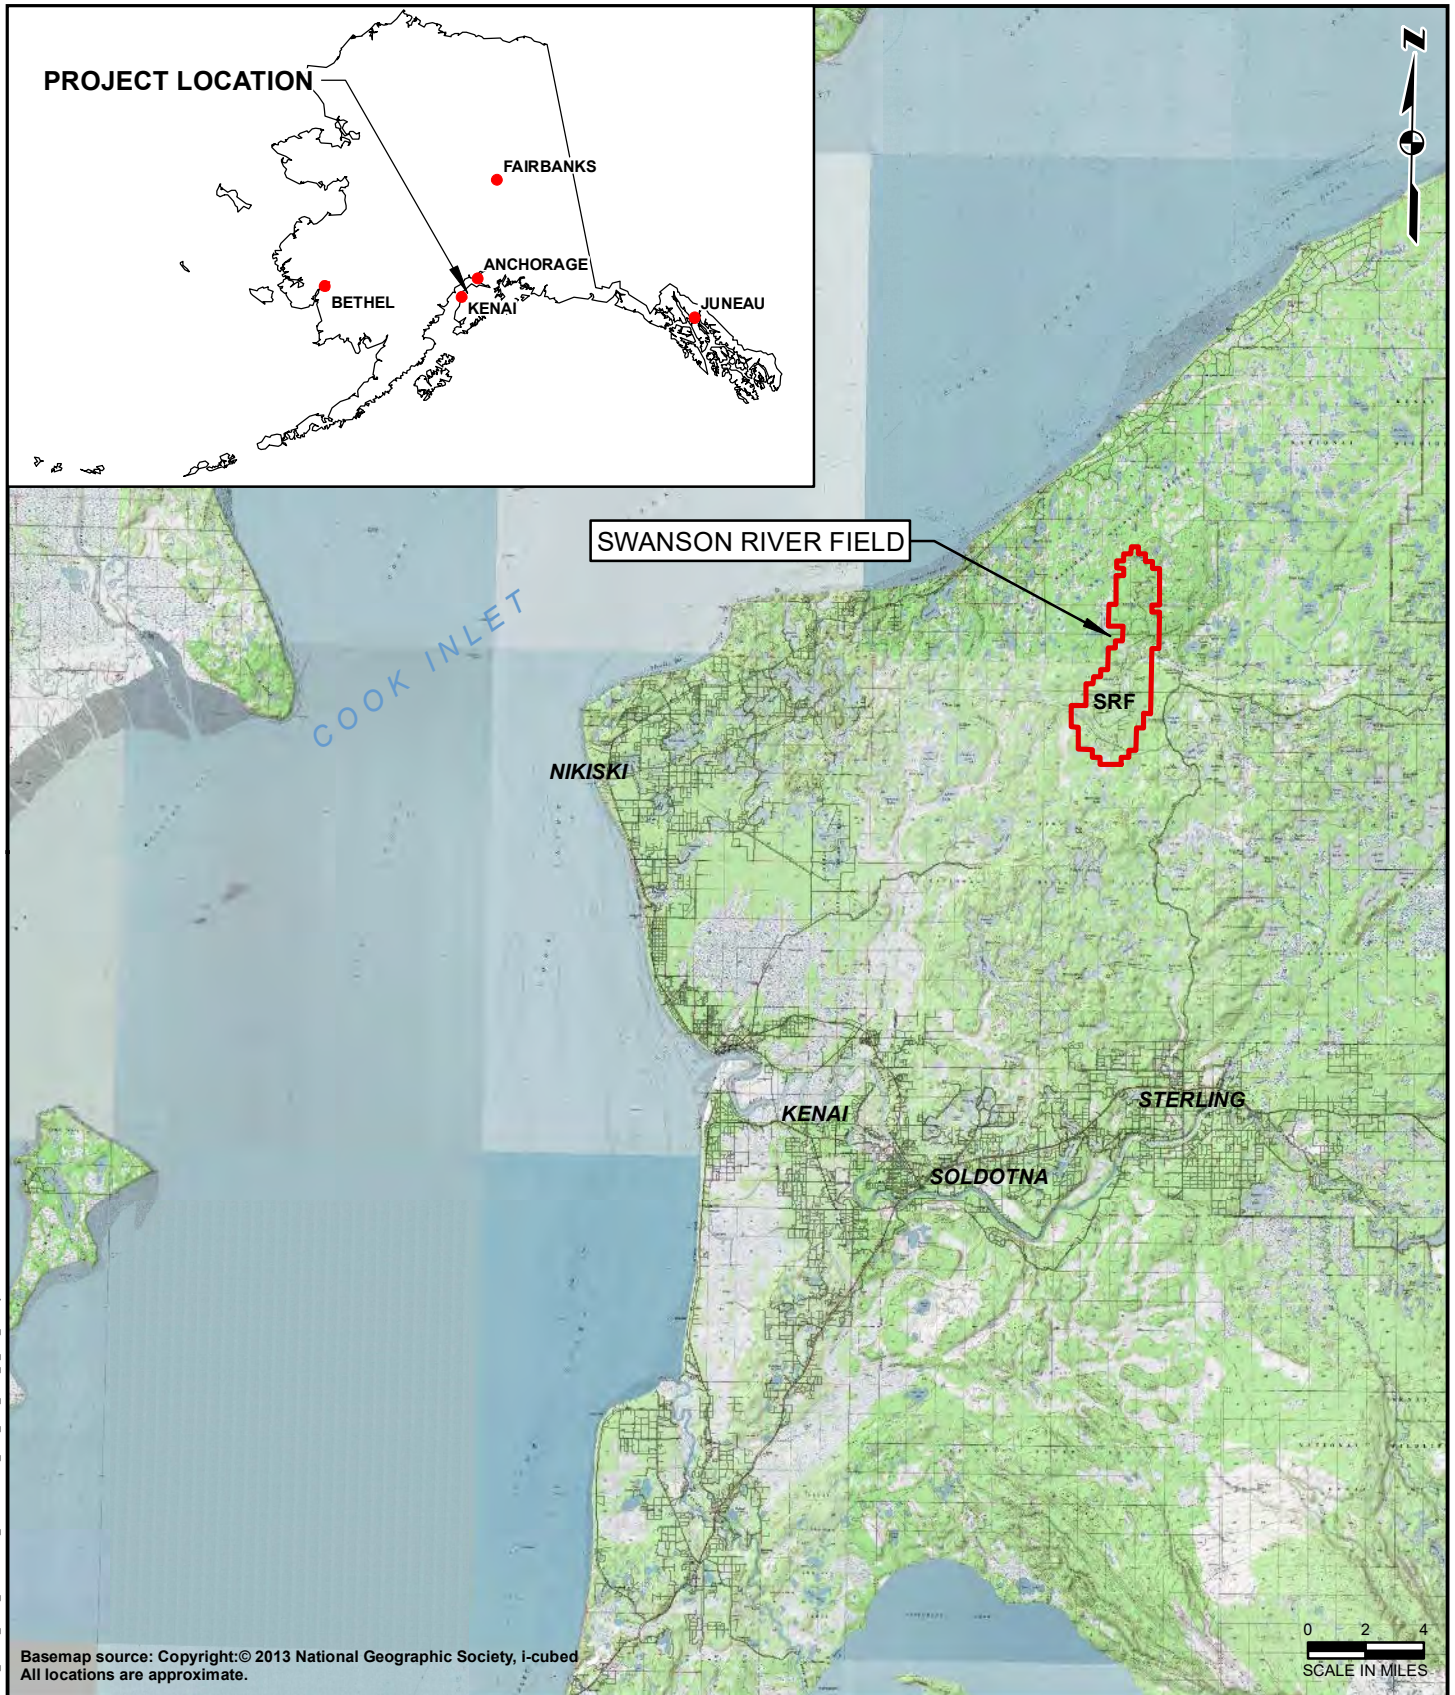 PROJECT LOCATION
FAIRBANKS
ANCHORAGE
BETHEL
KENAI
JUNEAU
N
SWANSON RIVER FIELD
COOK INLET
SRF
NIKISKI
KENAI
STERLING
SOLDOTNA
0 2 4
SCALE IN MILES
Basemap source: Copyright:© 2013 National Geographic Society, i-cubed
All locations are approximate.